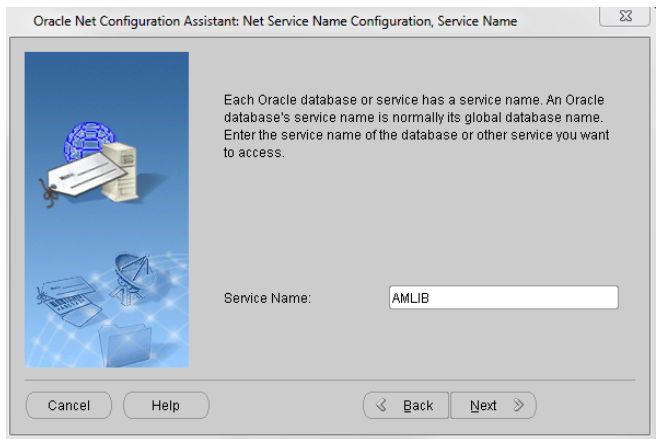 Oracle Net Configuration Assistant: Net Service Name Configuration, Service Name
Each Oracle database or service has a service name. An Oracle
database's service name is normally its global database name.
Enter the service name of the database or other service you want
to access.
Service Name:
AMLIB
Cancel
Help
Back
Next